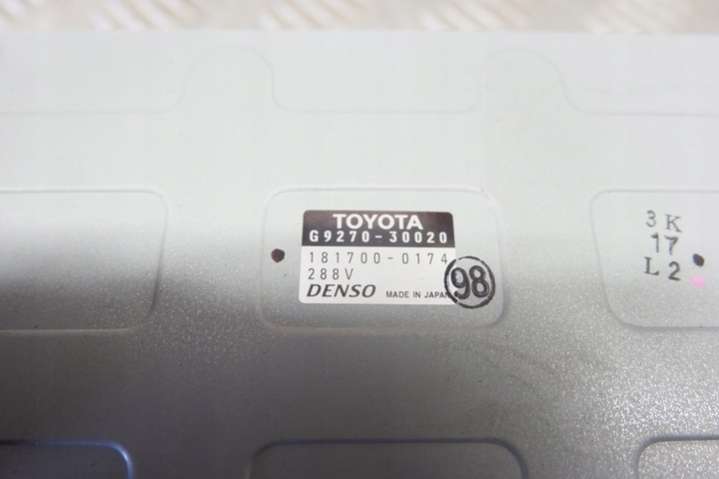 TOYOTA
G9270-30020
181700-0174
288V
DENSO MADE IN JAPAN
98
3K
17
L2